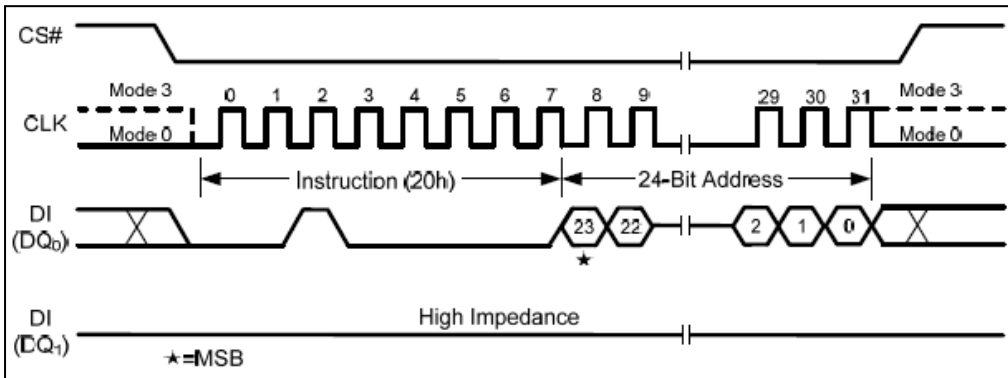 CS#
Mode 3
0 1 2 3 4 5 6 7 8 9 29 30 31
Mode 3
CLK
Mode 0
Mode 0
Instruction (20h)
24-Bit Address
DI
(DQ0)
23 22 2 1 0
★
DI
(DQ1)
High Impedance
★=MSB